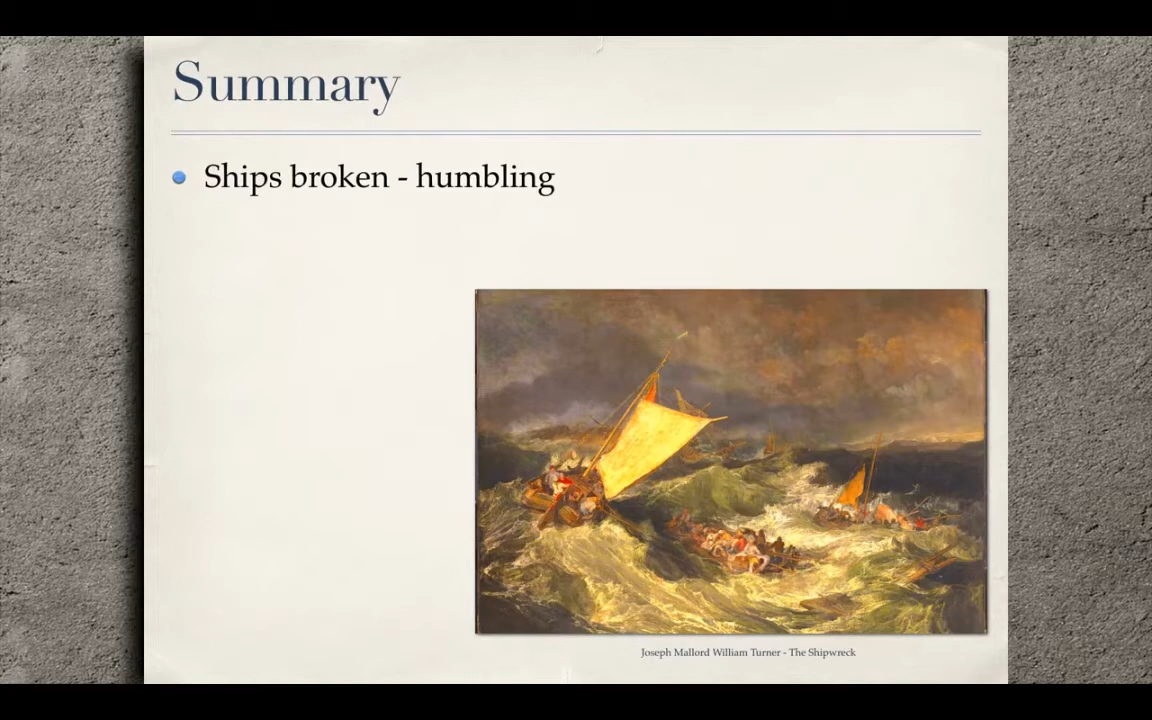 Summary
Ships broken - humbling
Joseph Mallord William Turner - The Shipwreck